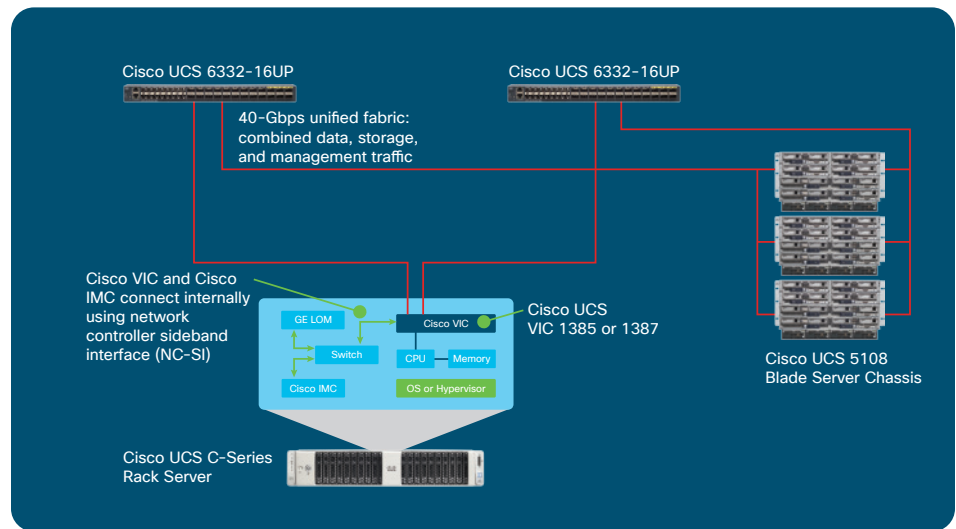 Cisco UCS 6332-16UP
Cisco UCS 6332-16UP
40-Gbps unified fabric:
combined data, storage,
and management traffic
Cisco VIC and Cisco
IMC connect internally
using network
controller sideband
interface (NC-SI)
GE LOM
Cisco VIC
Switch
CPU
Memory
Cisco IMC
OS or Hypervisor
Cisco UCS
VIC 1385 or 1387
Cisco UCS 5108
Blade Server Chassis
Cisco UCS C-Series
Rack Server